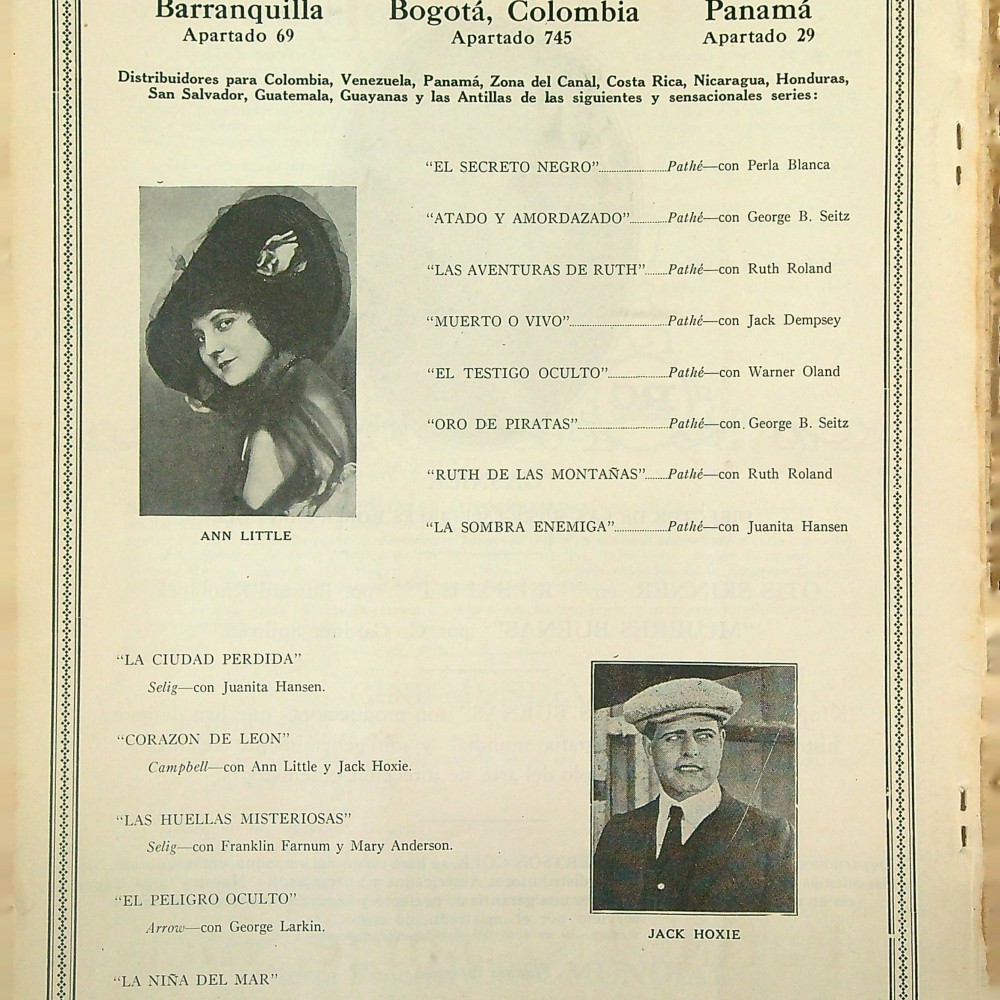 Barranquilla Bogotá, Colombia Panamá
Apartado 69 Apartado 745 Apartado 29
Distribuidores para Colombia, Venezuela, Panamá, Zona del Canal, Costa Rica, Nicaragua, Honduras,
San Salvador, Guatemala, Guayanas y las Antillas de las siguientes y sensacionales series:
“EL SECRETO NEGRO”....................Pathé—con Perla Blanca
“ATADO Y AMORDAZADO”............Pathé—con George B. Seitz
“LAS AVENTURAS DE RUTH”.......Pathé—con Ruth Roland
“MUERTO O VIVO”..........................Pathé—con Jack Dempsey
“EL TESTIGO OCULTO”.................Pathé—con Warner Oland
“ORO DE PIRATAS”........................Pathé—con. George B. Seitz
“RUTH DE LAS MONTAÑAS”.......Pathé—con Ruth Roland
“LA SOMBRA ENEMIGA”...............Pathé—con Juanita Hansen
ANN LITTLE
“LA CIUDAD PERDIDA”
Selig—con Juanita Hansen.
“CORAZON DE LEON”
Campbell—con Ann Little y Jack Hoxie.
“LAS HUELLAS MISTERIOSAS”
Selig—con Franklin Farnum y Mary Anderson.
“EL PELIGRO OCULTO”
Arrow—con George Larkin.
“LA NIÑA DEL MAR”
JACK HOXIE